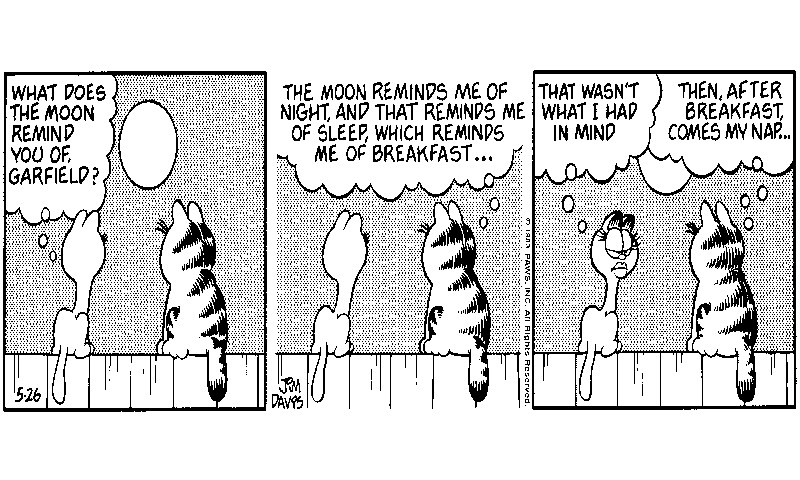 WHAT DOES
THE MOON
REMIND
YOU OF,
GARFIELD?
5-26
THE MOON REMINDS ME OF
NIGHT, AND THAT REMINDS ME
OF SLEEP, WHICH REMINDS
ME OF BREAKFAST...
JIM
DAVIS
THAT WASN'T
WHAT I HAD
IN MIND
THEN, AFTER
BREAKFAST,
COMES MY NAP...
PAWS, INC. All Rights Reserved.